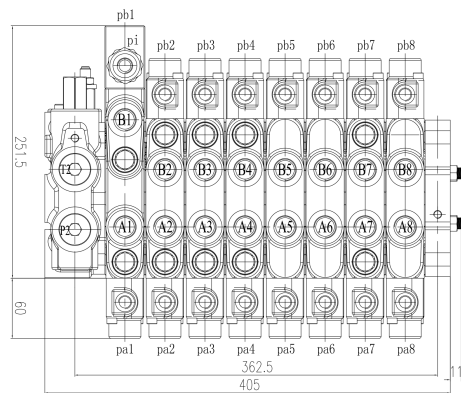 pb1
pi
pb2 pb3 pb4 pb5 pb6 pb7 pb8
B1
251.5
T2 B2 B3 B4 B5 B6 B7 B8
P2 A1 A2 A3 A4 A5 A6 A7 A8
60
pa1 pa2 pa3 pa4 pa5 pa6 pa7 pa8
362.5
11
405